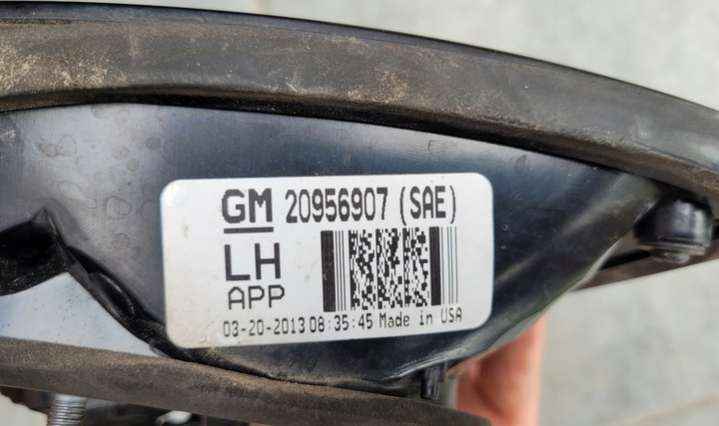 GM 20956907 (SAE)
LH
APP
03-20-2013 08:35:45 Made in USA